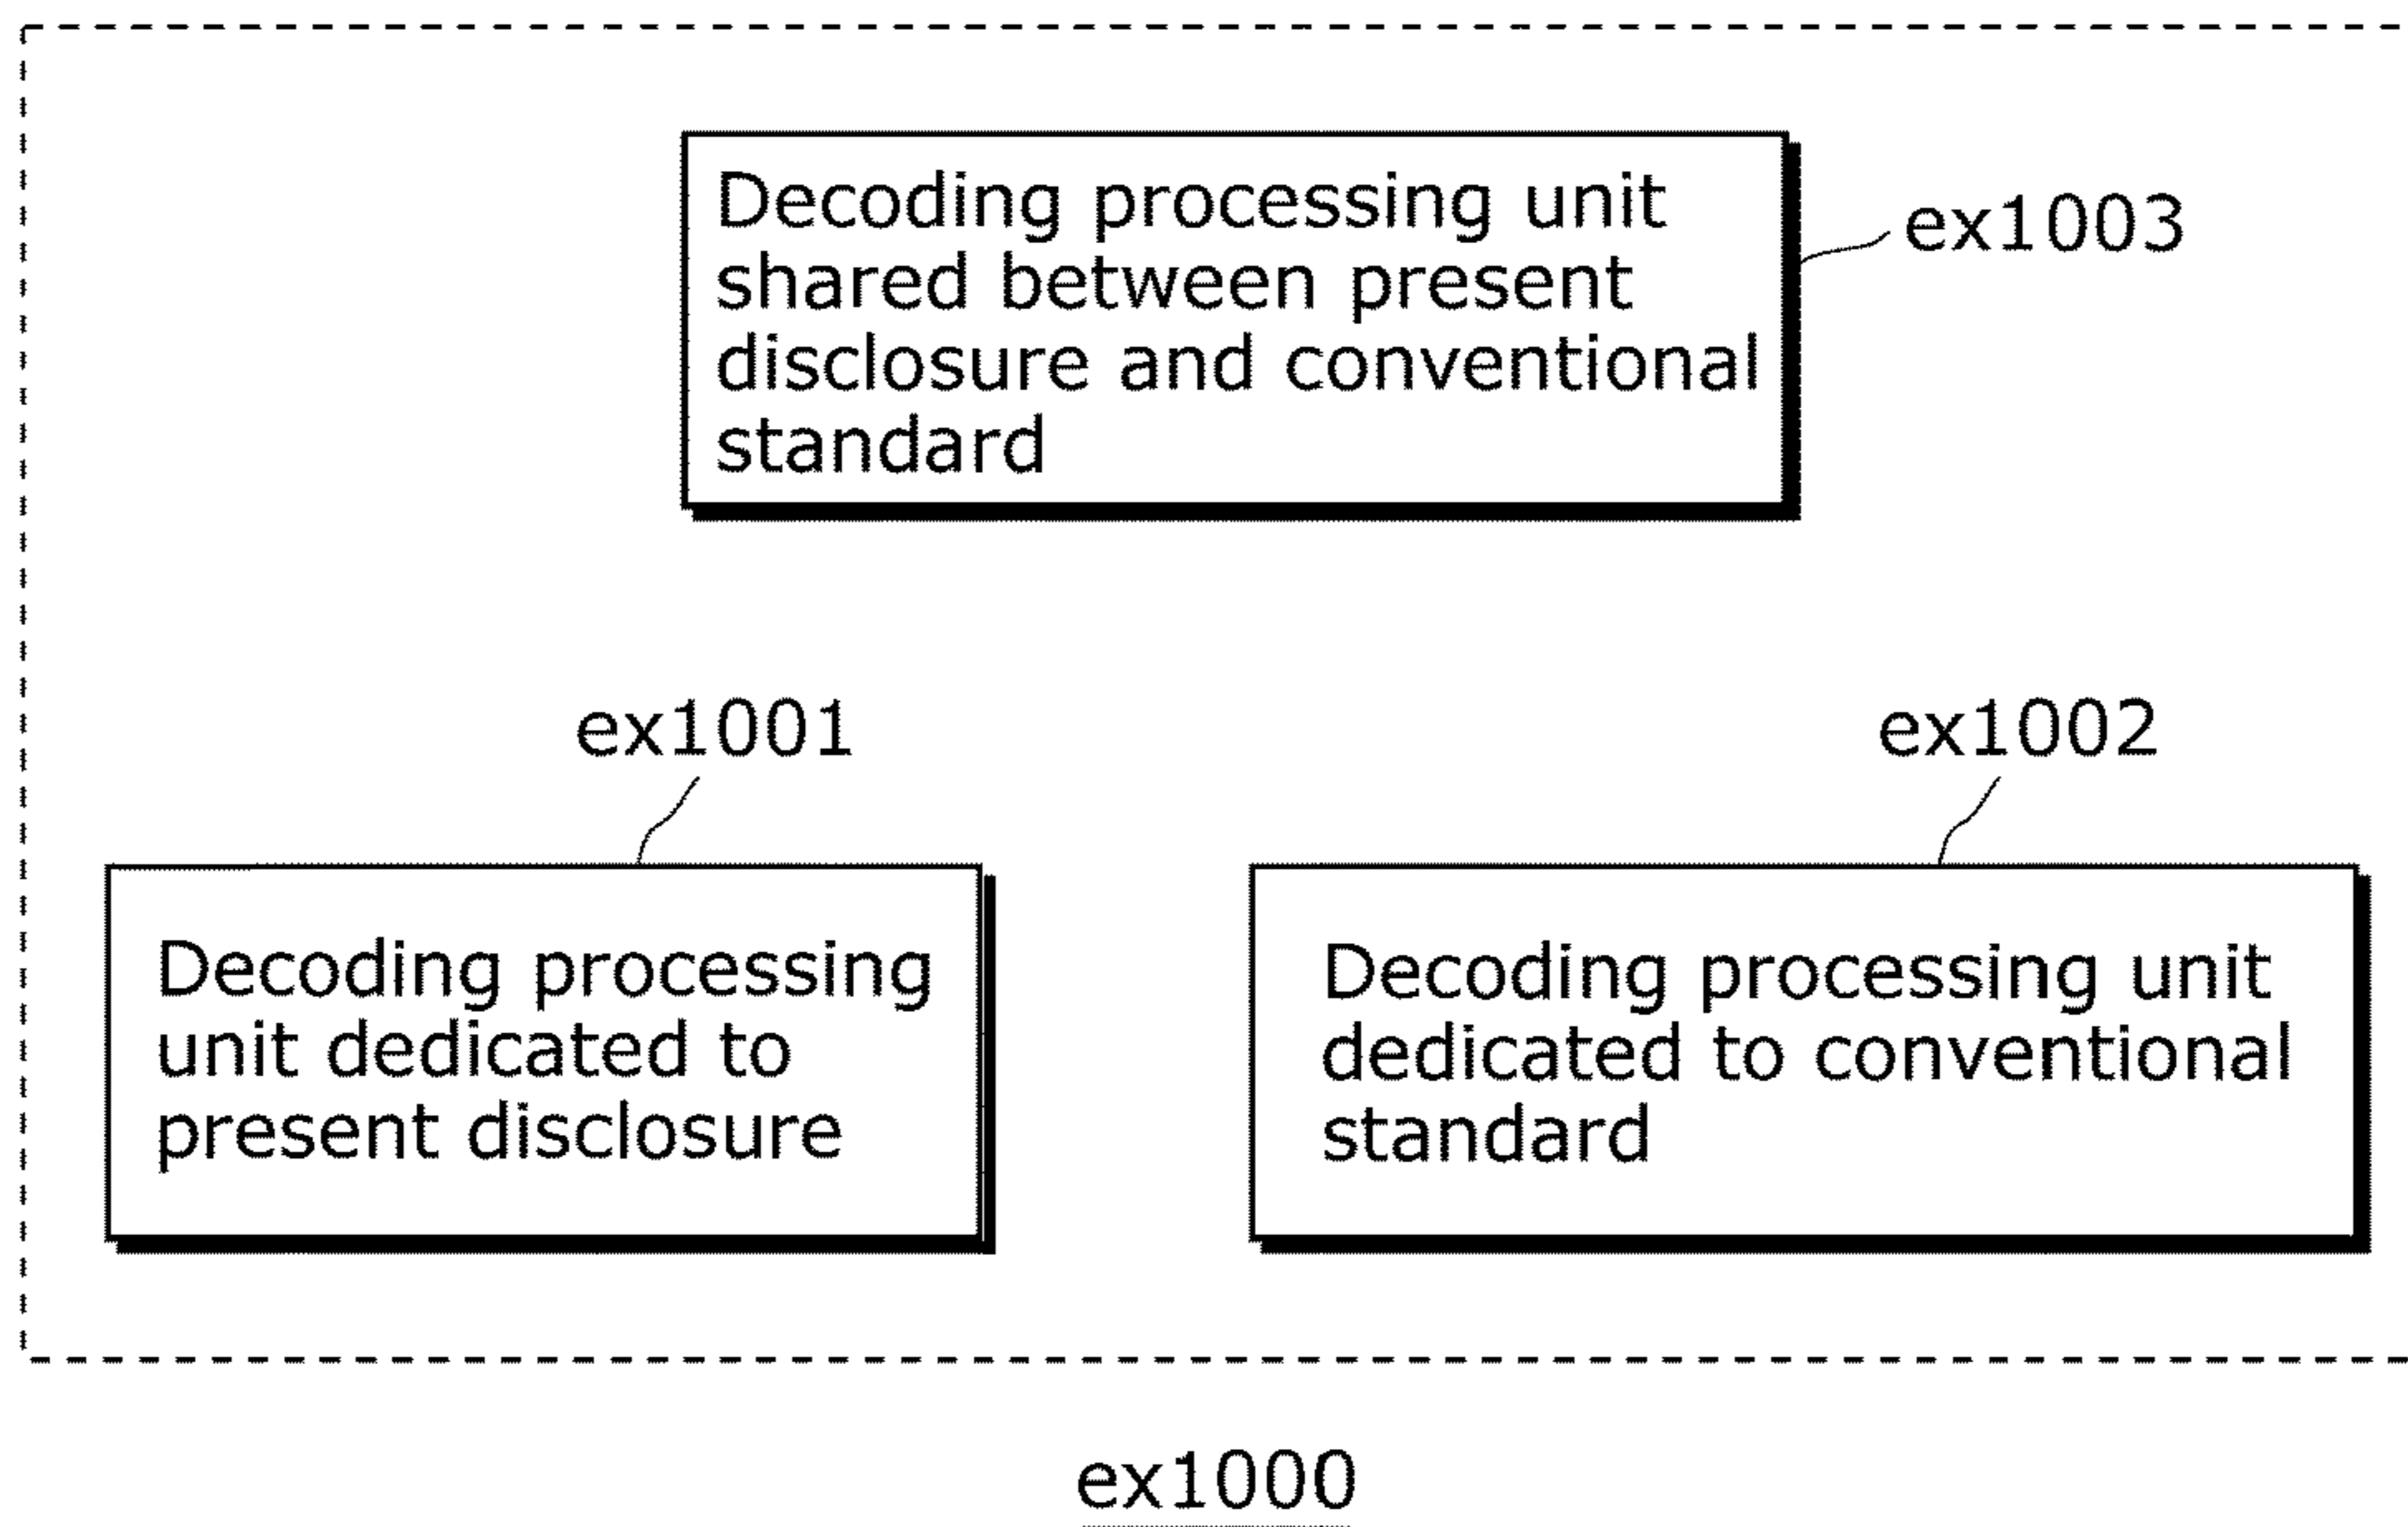 Decoding processing unit
shared between present
disclosure and conventional
standard
ex1003
ex1001
ex1002
Decoding processing
unit dedicated to
present disclosure
Decoding processing unit
dedicated to conventional
standard
ex1000